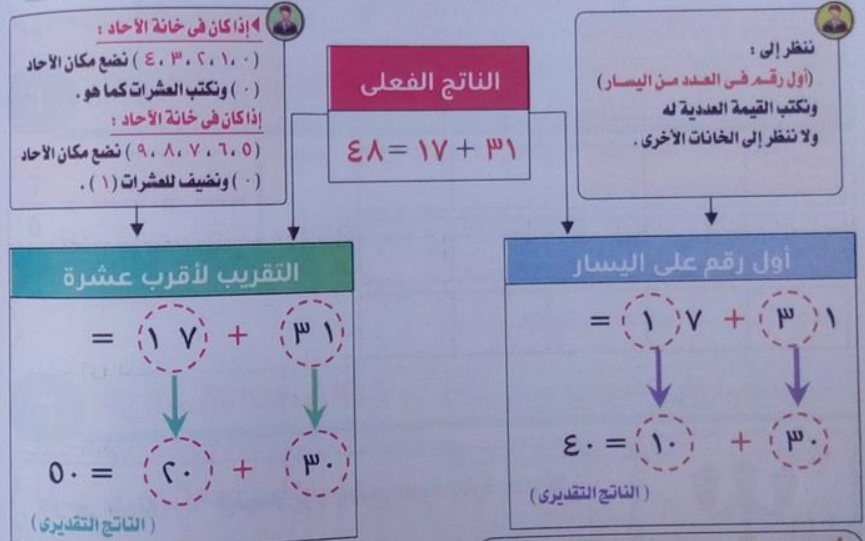 ننظر إلى :
(أول رقم فى العدد من اليسار)
ونكتب القيمة العددية له
ولا ننظر إلى الخانات الأخرى .
الناتج الفعلى
٣١ + ١٧ = ٤٨
إذا كان فى خانة الآحاد :
( ٠ ، ١ ، ٢ ، ٣ ، ٤ ) نضع مكان الآحاد
( ٠ ) ونكتب العشرات كما هو .
إذا كان فى خانة الآحاد :
( ٥ ، ٦ ، ٧ ، ٨ ، ٩ ) نضع مكان الآحاد
( ٠ ) ونضيف للعشرات ( ١ ) .
أول رقم على اليسار
٣١ + ١٧ =
٣٠ + ١٠ = ٤٠
( الناتج التقديرى )
التقريب لأقرب عشرة
٣١ + ١٧ =
٣٠ + ٢٠ = ٥٠
( الناتج التقديرى )